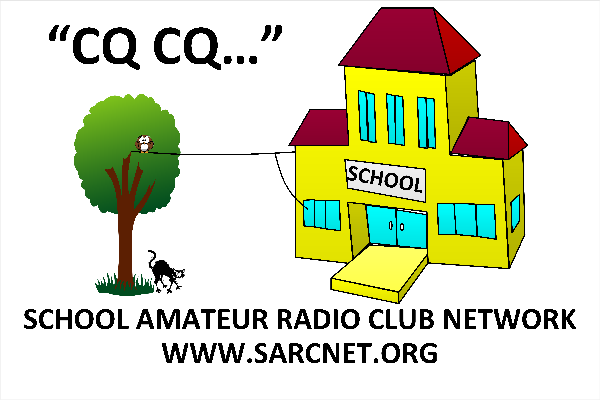 “CQ CQ…”
SCHOOL
SCHOOL AMATEUR RADIO CLUB NETWORK
WWW.SARCNET.ORG